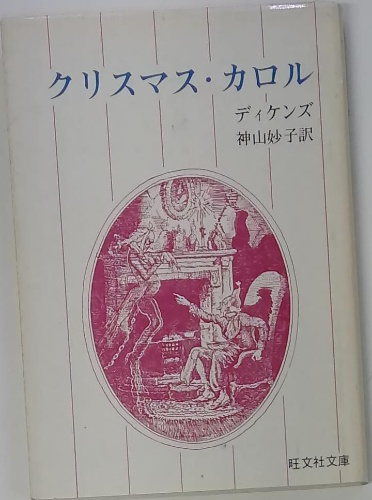 クリスマス・カロル
ディケンズ
神山妙子訳
旺文社文庫